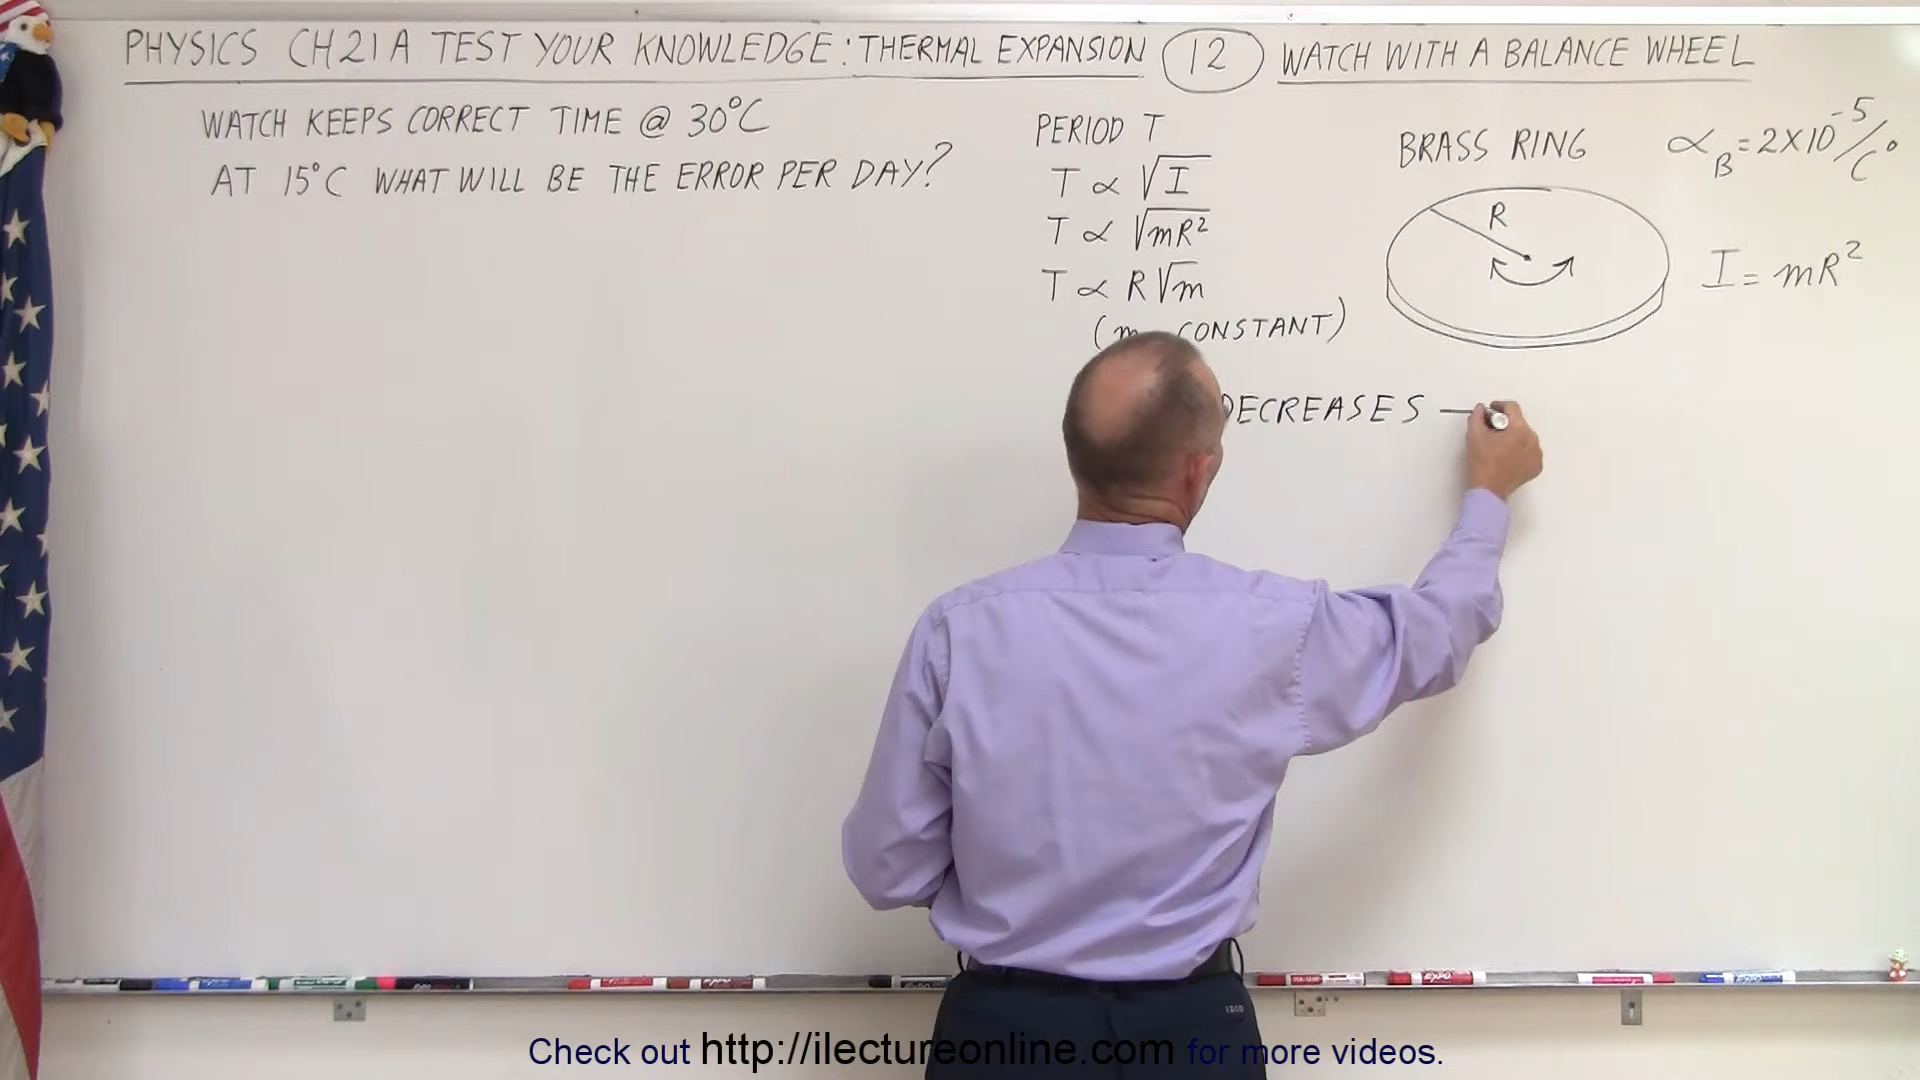 PHYSICS CH21A TEST YOUR KNOWLEDGE: THERMAL EXPANSION 12 WATCH WITH A BALANCE WHEEL
WATCH KEEPS CORRECT TIME @ 30°C
AT 15°C WHAT WILL BE THE ERROR PER DAY?
PERIOD T
T ∝ √I
T ∝ √mR²
T ∝ R√m
(m CONSTANT)
DECREASES
BRASS RING
α_B = 2X10⁻⁵/C°
R
I = mR²
EXPO
Check out http://ilectureonline.com for more videos.